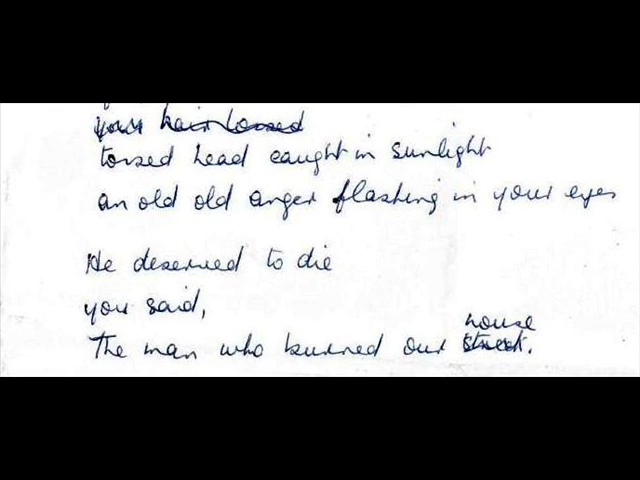 your hair tossed
tossed head caught in sunlight
an old old anger flashing in your eyes
He deserved to die
you said,
house
The man who burned our street.